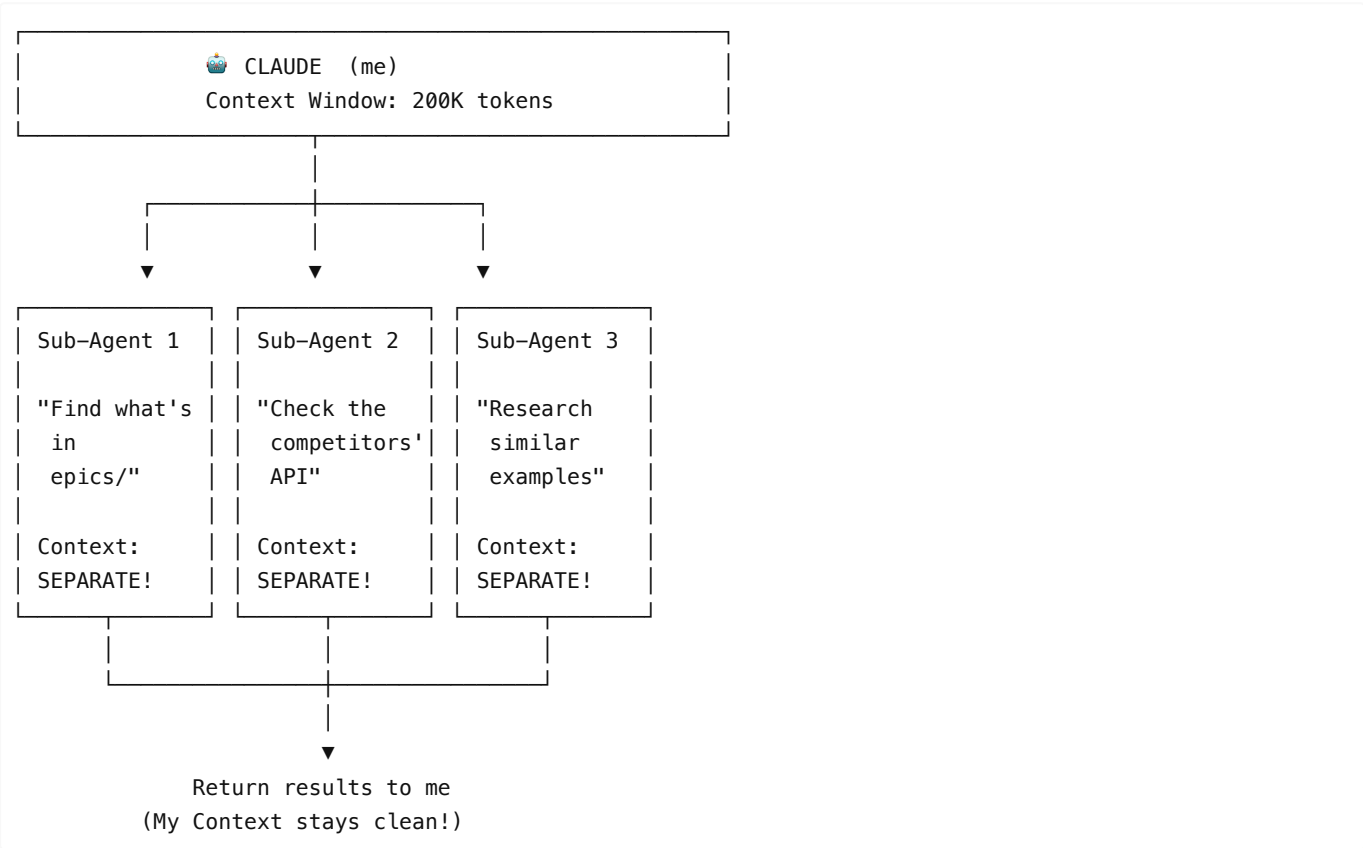 🤖 CLAUDE (me)
Context Window: 200K tokens
Sub-Agent 1
"Find what's
in
epics/"
Context:
SEPARATE!
Sub-Agent 2
"Check the
competitors'
API"
Context:
SEPARATE!
Sub-Agent 3
"Research
similar
examples"
Context:
SEPARATE!
Return results to me
(My Context stays clean!)